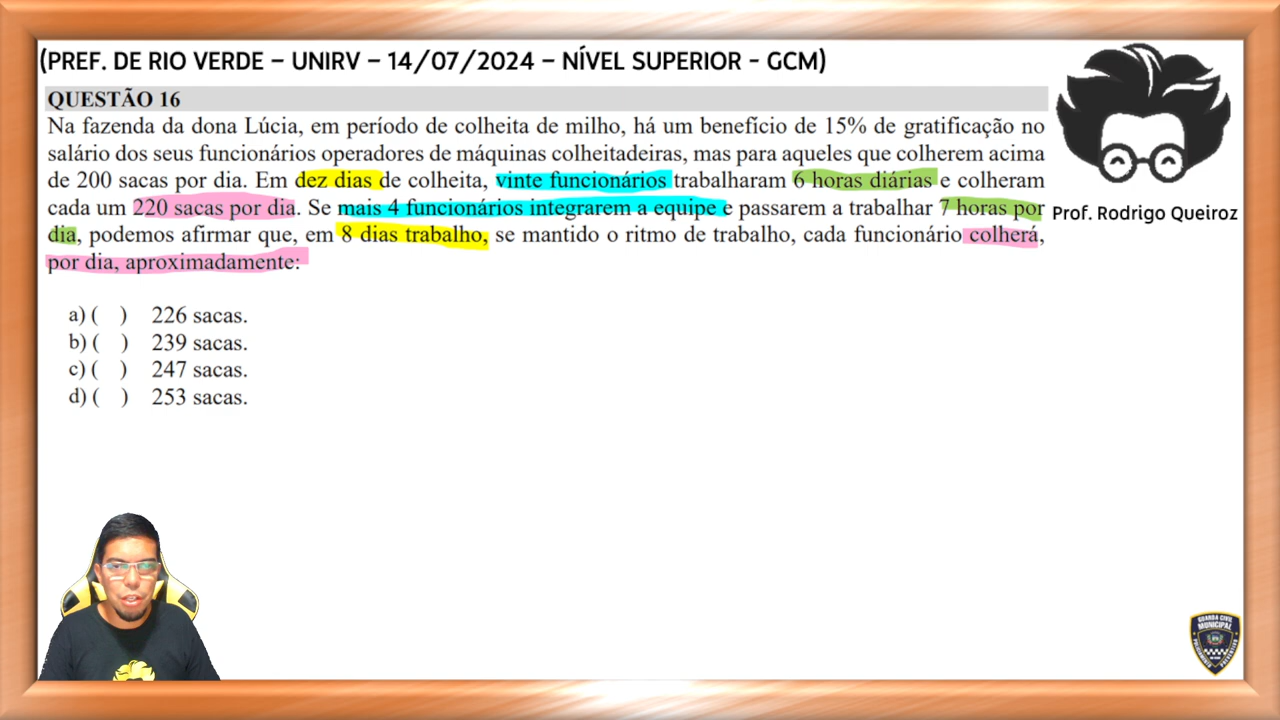 (PREF. DE RIO VERDE – UNIRV – 14/07/2024 – NÍVEL SUPERIOR - GCM)
QUESTÃO 16
Na fazenda da dona Lúcia, em período de colheita de milho, há um benefício de 15% de gratificação no
salário dos seus funcionários operadores de máquinas colheitadeiras, mas para aqueles que colherem acima
de 200 sacas por dia. Em dez dias de colheita, vinte funcionários trabalharam 6 horas diárias e colheram
cada um 220 sacas por dia. Se mais 4 funcionários integrarem a equipe e passarem a trabalhar 7 horas por
dia, podemos afirmar que, em 8 dias trabalho, se mantido o ritmo de trabalho, cada funcionário colherá,
por dia, aproximadamente:
a) ( ) 226 sacas.
b) ( ) 239 sacas.
c) ( ) 247 sacas.
d) ( ) 253 sacas.
Prof. Rodrigo Queiroz
GUARDA CIVIL
MUNICIPAL